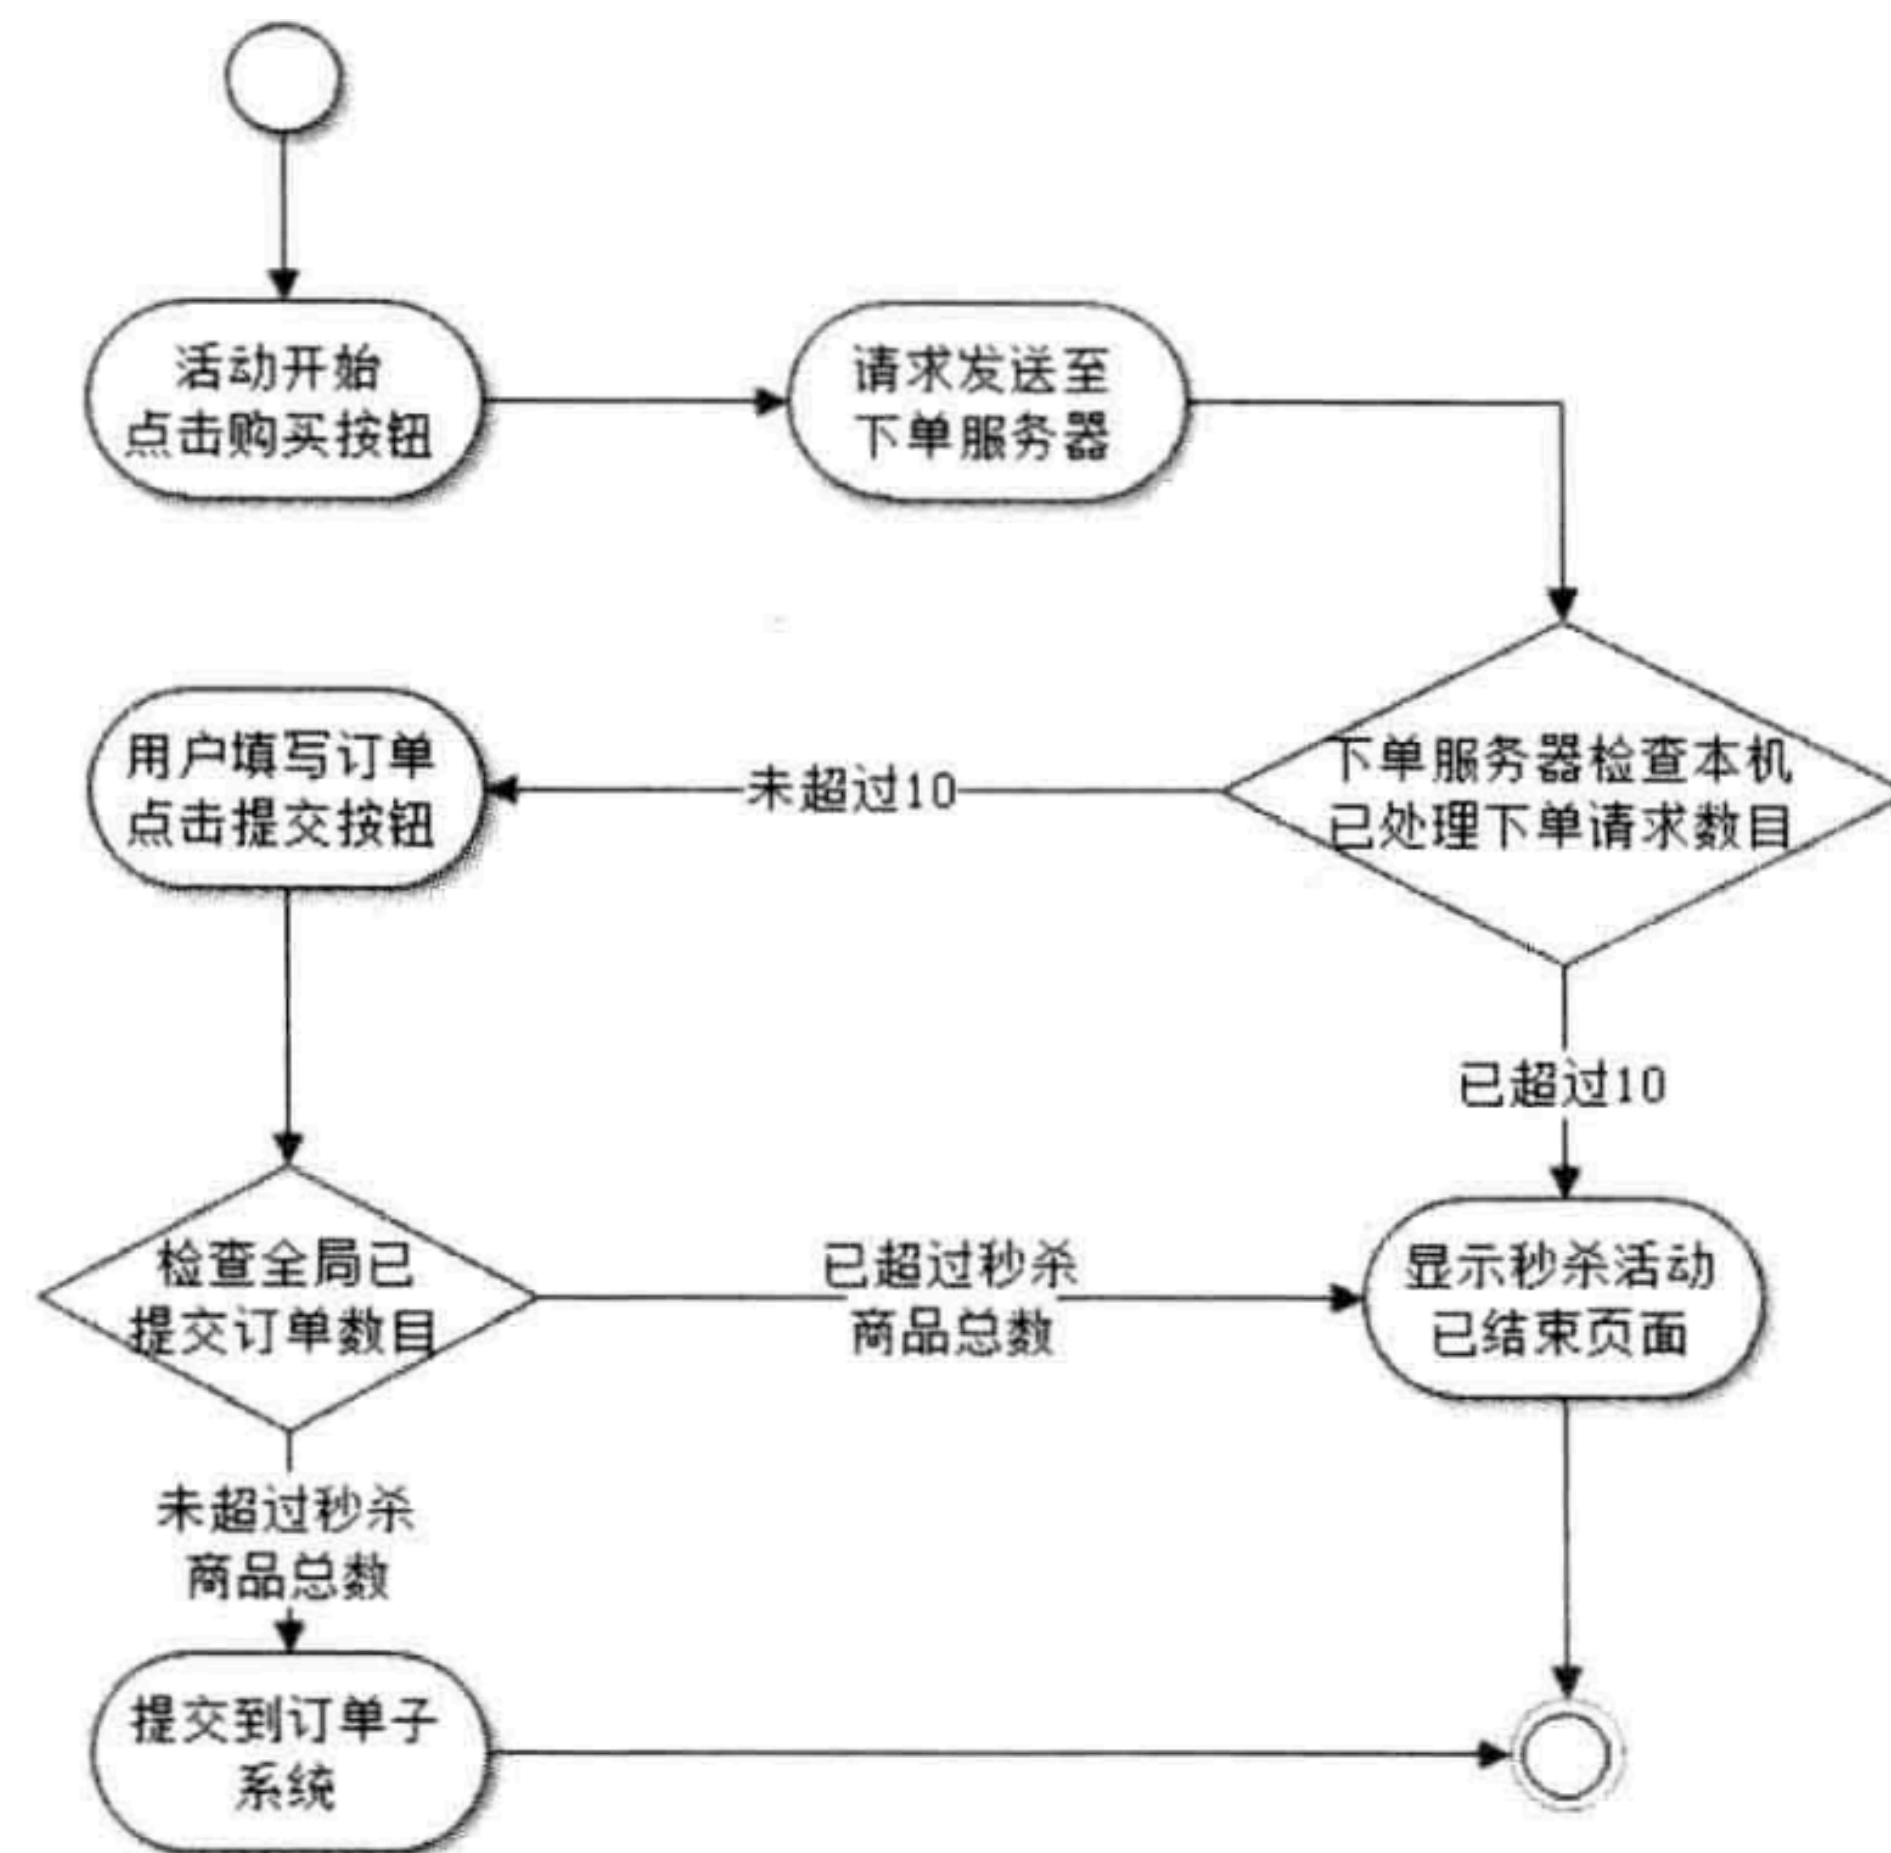 活动开始
点击购买按钮
请求发送至
下单服务器
下单服务器检查本机
已处理下单请求数目
未超过10
用户填写订单
点击提交按钮
已超过10
检查全局已
提交订单数目
已超过秒杀
商品总数
显示秒杀活动
已结束页面
未超过秒杀
商品总数
提交到订单子
系统